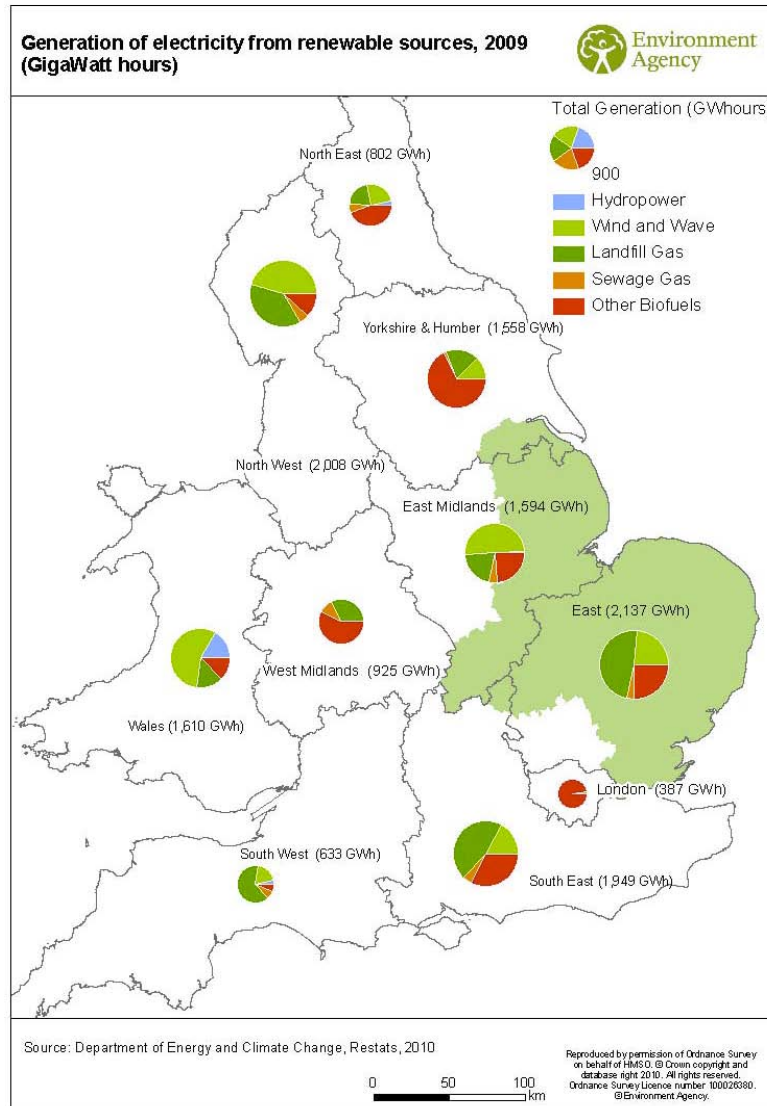 Generation of electricity from renewable sources, 2009
(GigaWatt hours)
Environment
Agency
Total Generation (GWhours
900
Hydropower
Wind and Wave
Landfill Gas
Sewage Gas
Other Biofuels
North East (802 GWh)
Yorkshire & Humber (1,558 GWh)
North West (2,008 GWh)
East Midlands (1,594 GWh)
East (2,137 GWh)
West Midlands (925 GWh)
Wales (1,610 GWh)
London (387 GWh)
South West (633 GWh)
South East (1,949 GWh)
Source: Department of Energy and Climate Change, Restats, 2010
0 50 100
km
Reproduced by permission of Ordnance Survey
on behalf of HMSO. © Crown copyright and
database right 2010. All rights reserved.
Ordnance Survey Licence number 100026380.
© Environment Agency.